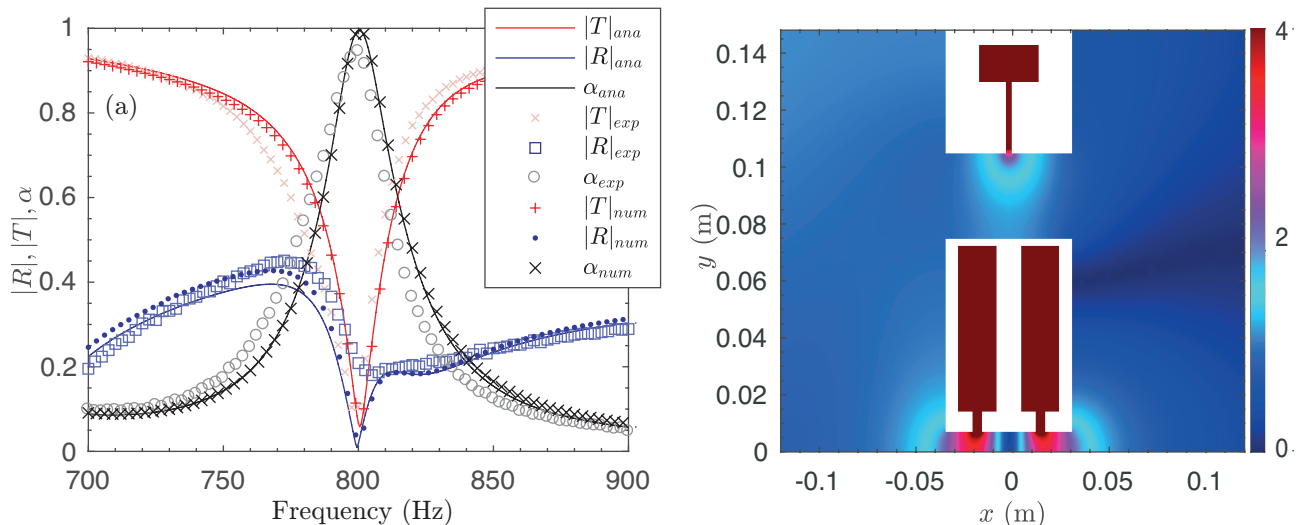 |R|, |T|, α
1
0.8
0.6
0.4
0.2
0
(a)
|T|ana
|R|ana
αana
|T|exp
|R|exp
αexp
|T|num
|R|num
αnum
700 750 800 850 900
Frequency (Hz)
y (m)
0.14
0.12
0.1
0.08
0.06
0.04
0.02
0
-0.1 -0.05 0 0.05 0.1
x (m)
4
2
0